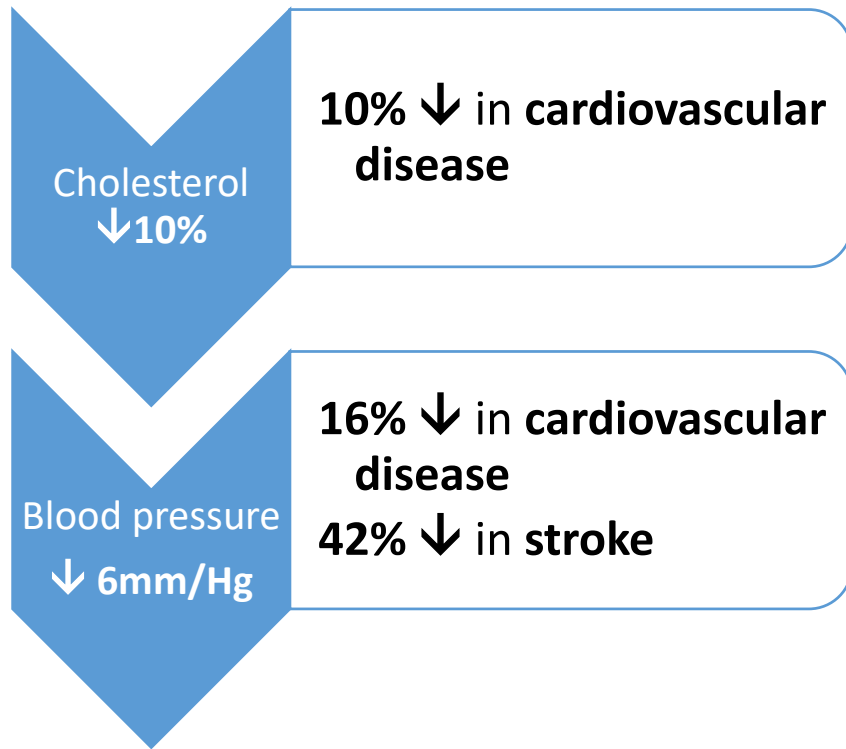 Cholesterol
↓10%
10% ↓ in cardiovascular
disease
Blood pressure
↓ 6mm/Hg
16% ↓ in cardiovascular
disease
42% ↓ in stroke